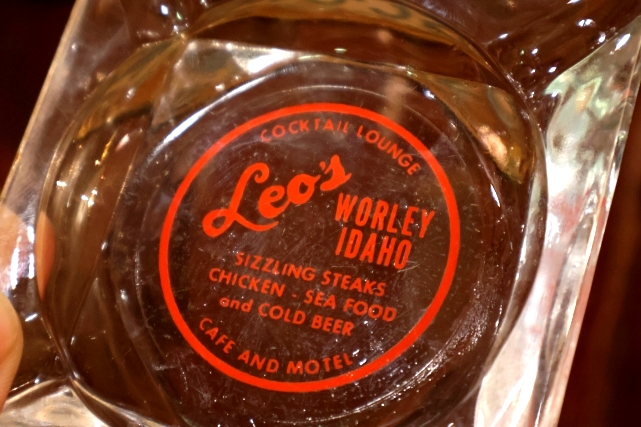 COCKTAIL LOUNGE
Leo's
WORLEY
IDAHO
SIZZLING STEAKS
CHICKEN - SEA FOOD
and COLD BEER
CAFE AND MOTEL